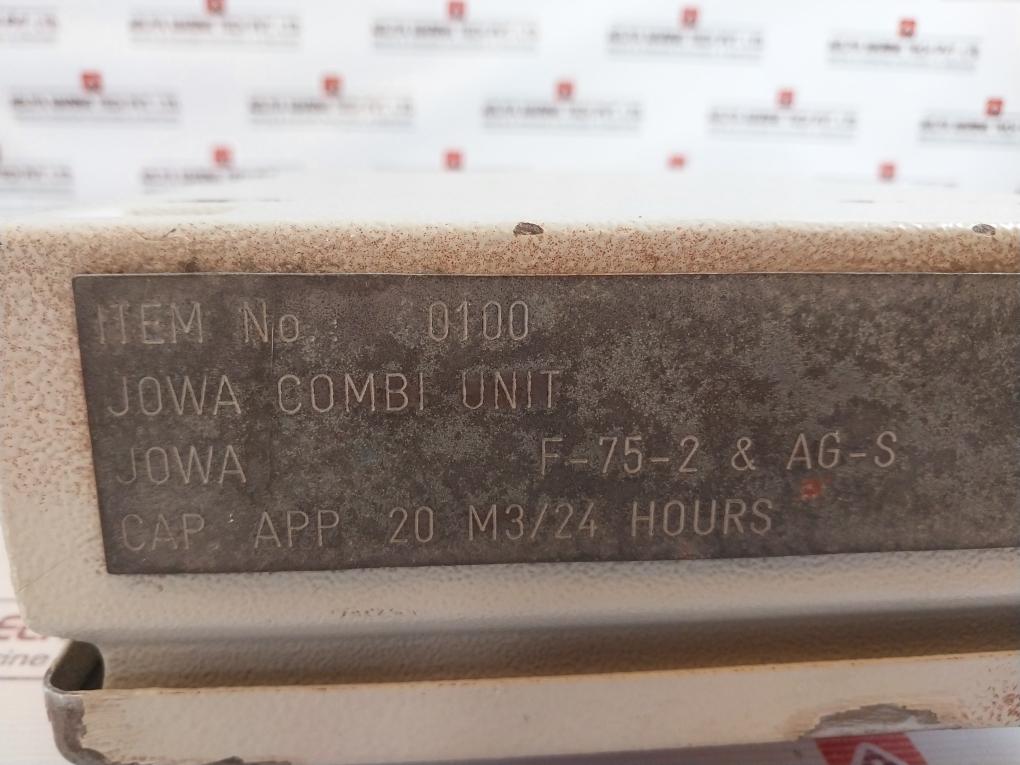 ITEM No.: 0100
JOWA COMBI UNIT
JOWA F-75-2 & AG-S
CAP. APP. 20 M3/24 HOURS